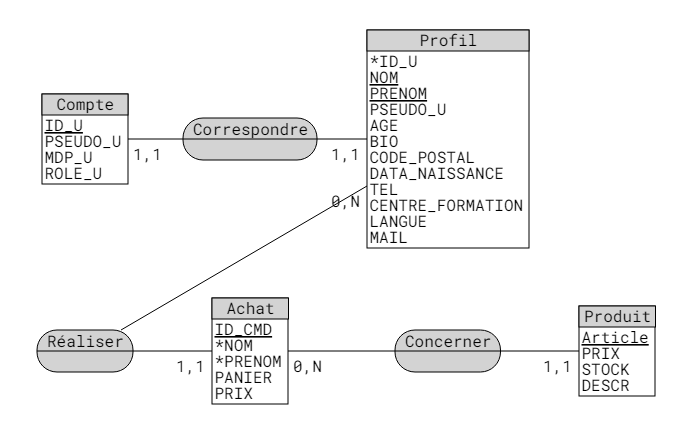 Profil
*ID_U
NOM
PRENOM
PSEUDO_U
AGE
BIO
CODE_POSTAL
DATA_NAISSANCE
TEL
CENTRE_FORMATION
LANGUE
MAIL
Compte
ID_U
PSEUDO_U
MDP_U
ROLE_U
1,1
Correspondre
1,1
0,N
Réaliser
1,1
Achat
ID_CMD
*NOM
*PRENOM
PANIER
PRIX
0,N
Concerner
1,1
Produit
Article
PRIX
STOCK
DESCR